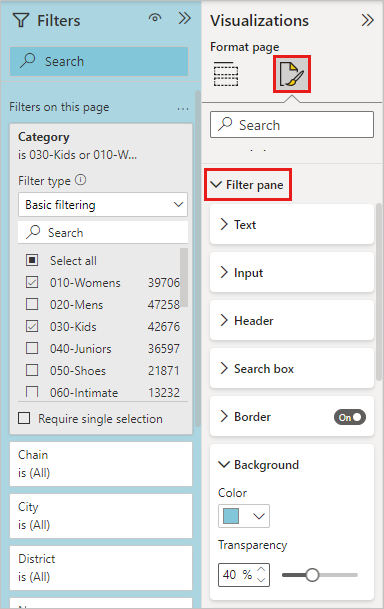 Filters
Search
Filters on this page
...
Category
is 030-Kids or 010-W...
Filter type
Basic filtering
Search
Select all
010-Womens 39706
020-Mens 47258
030-Kids 42676
040-Juniors 36597
050-Shoes 21871
060-Intimate 13232
Require single selection
Chain
is (All)
City
is (All)
District
is (All)
Visualizations
Format page
Search
Filter pane
Text
Input
Header
Search box
Border On
Background
Color
Transparency
40 %